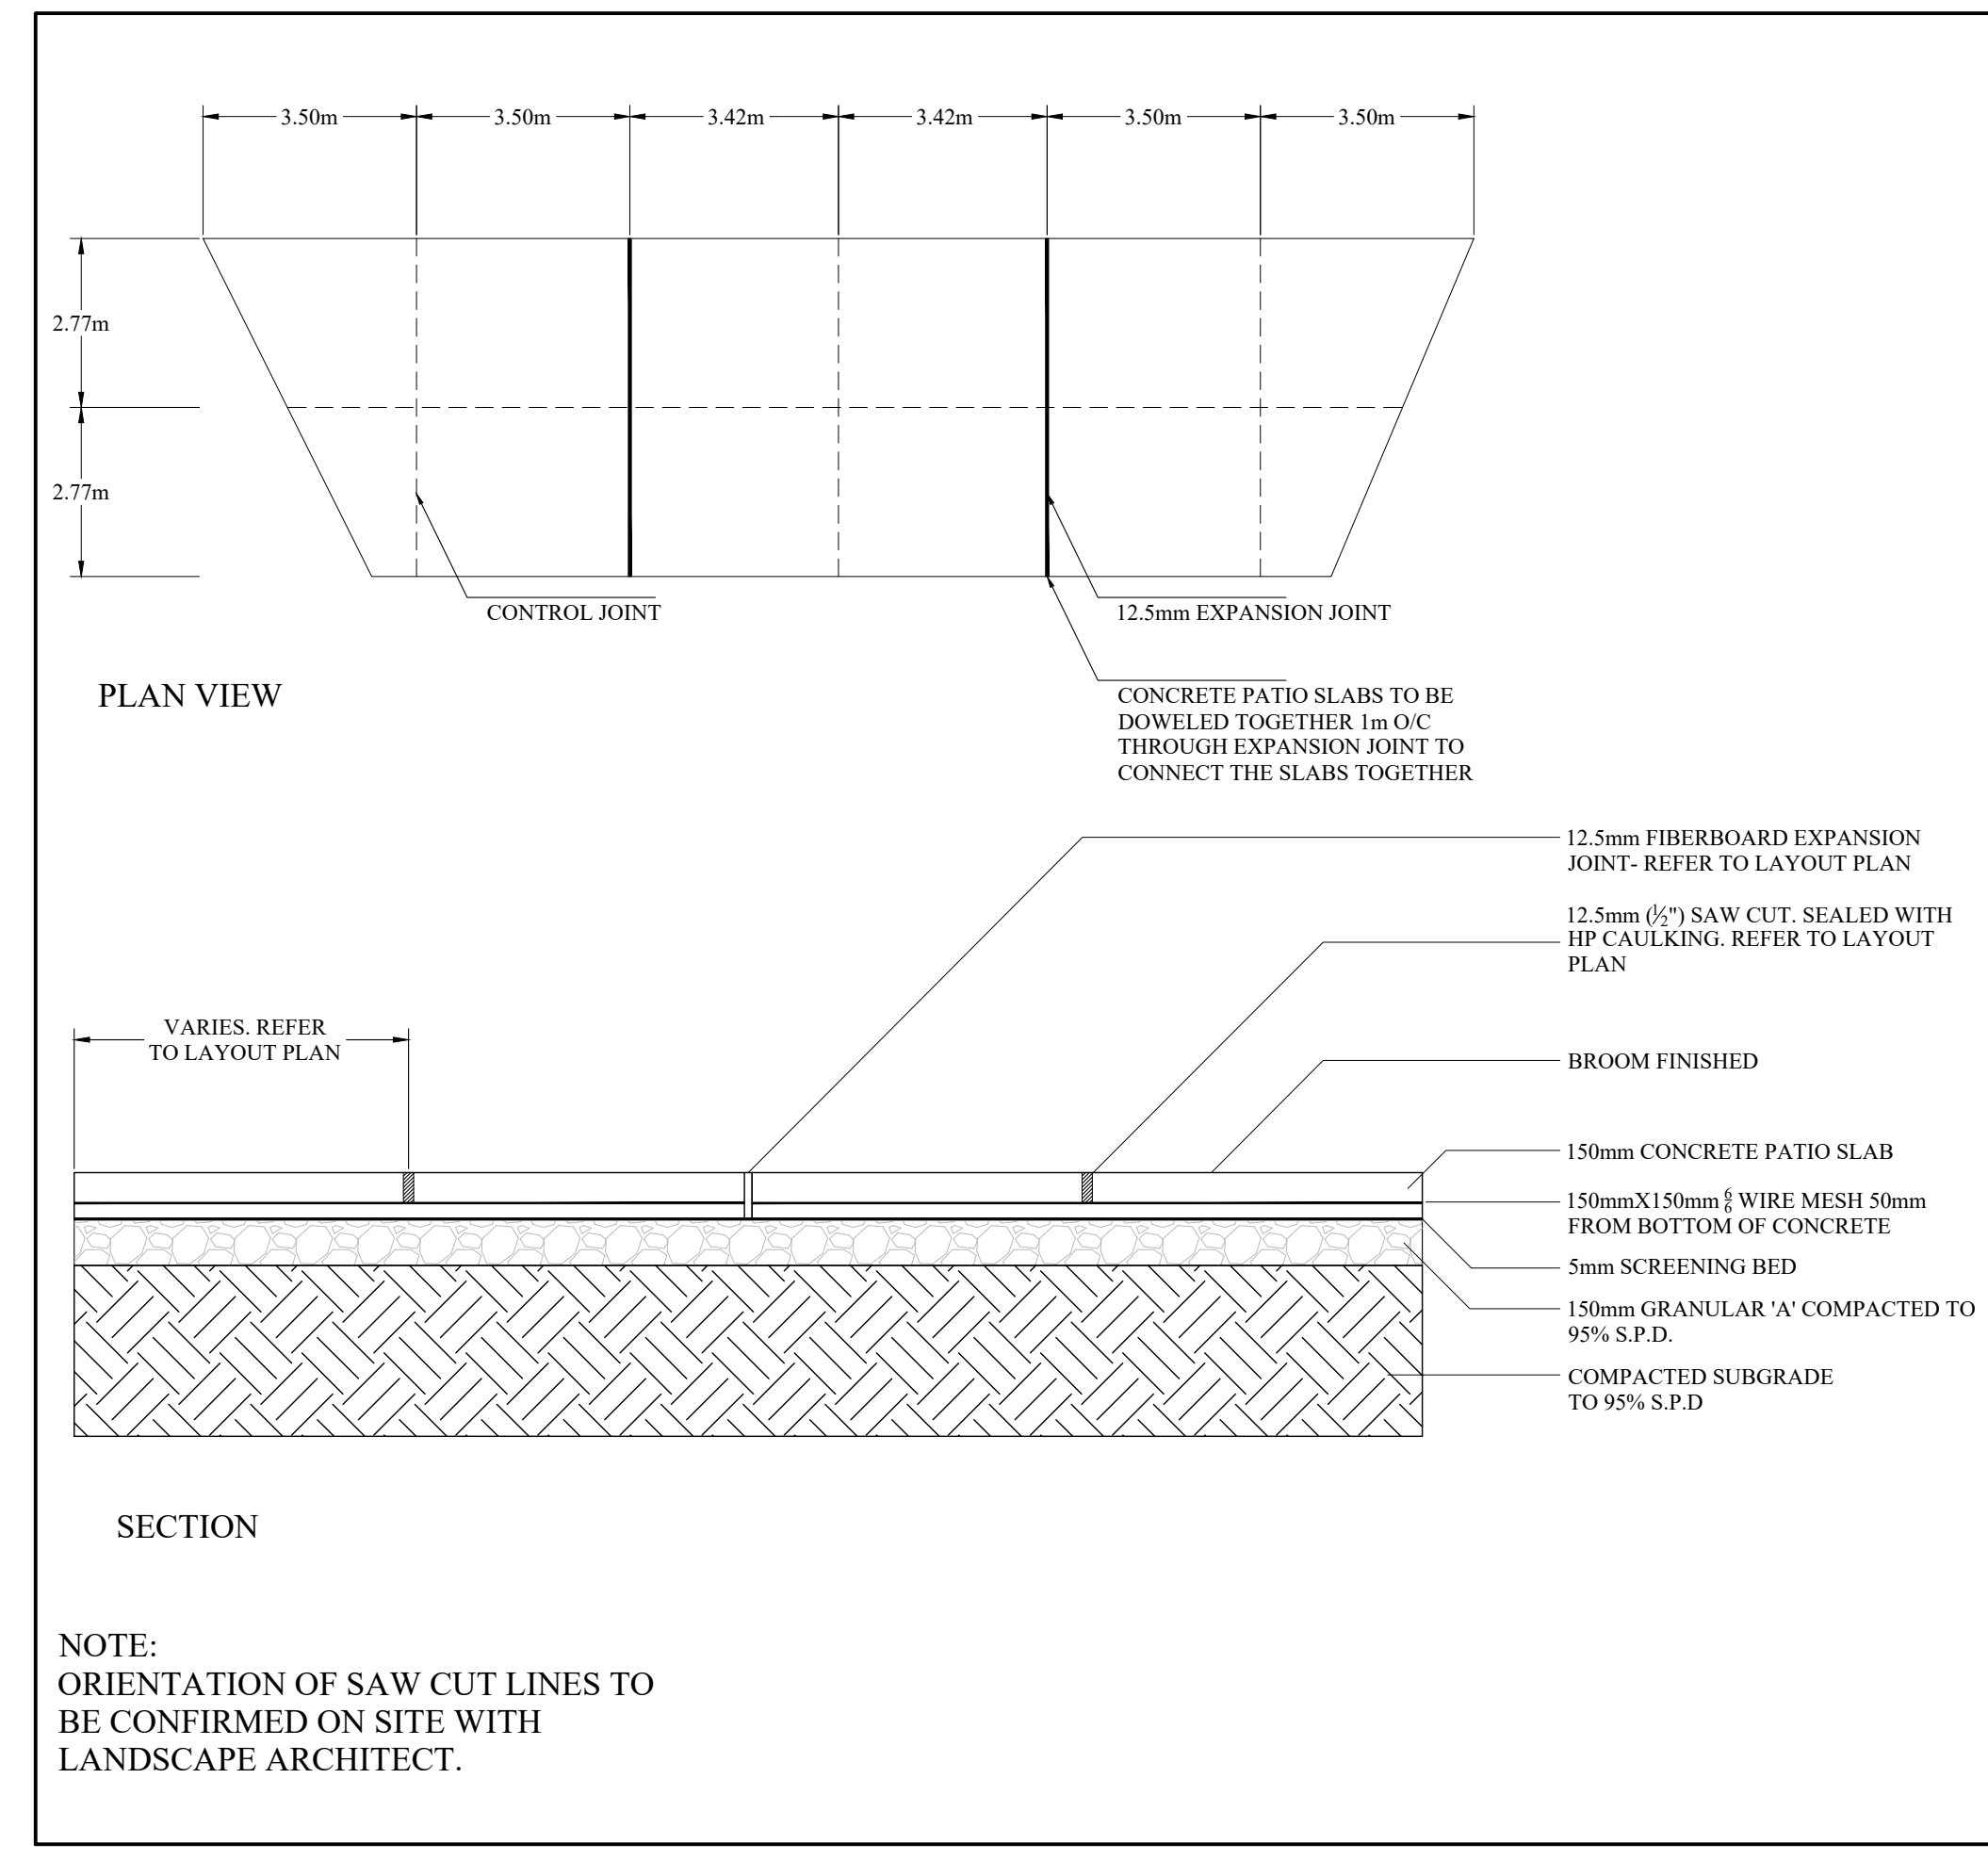 3.50m
3.50m
3.42m
3.42m
3.50m
3.50m
2.77m
2.77m
CONTROL JOINT
12.5mm EXPANSION JOINT
PLAN VIEW
CONCRETE PATIO SLABS TO BE
DOWELED TOGETHER 1m O/C
THROUGH EXPANSION JOINT TO
CONNECT THE SLABS TOGETHER
12.5mm FIBERBOARD EXPANSION
JOINT- REFER TO LAYOUT PLAN
12.5mm (1/2") SAW CUT. SEALED WITH
HP CAULKING. REFER TO LAYOUT
PLAN
VARIES. REFER
TO LAYOUT PLAN
BROOM FINISHED
150mm CONCRETE PATIO SLAB
150mmX150mm 6/6 WIRE MESH 50mm
FROM BOTTOM OF CONCRETE
5mm SCREENING BED
150mm GRANULAR 'A' COMPACTED TO
95% S.P.D.
COMPACTED SUBGRADE
TO 95% S.P.D
SECTION
NOTE:
ORIENTATION OF SAW CUT LINES TO
BE CONFIRMED ON SITE WITH
LANDSCAPE ARCHITECT.